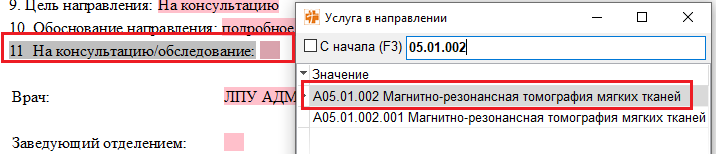 9. Цель направления: На консультацию
10. Обоснование направления: подробное
11 На консультацию/обследование:
Врач: ЛПУ АДМ
Заведующий отделением:
Услуга в направлении
С начала (F3) 05.01.002
Значение
A05.01.002 Магнитно-резонансная томография мягких тканей
A05.01.002.001 Магнитно-резонансная томография мягких тканей